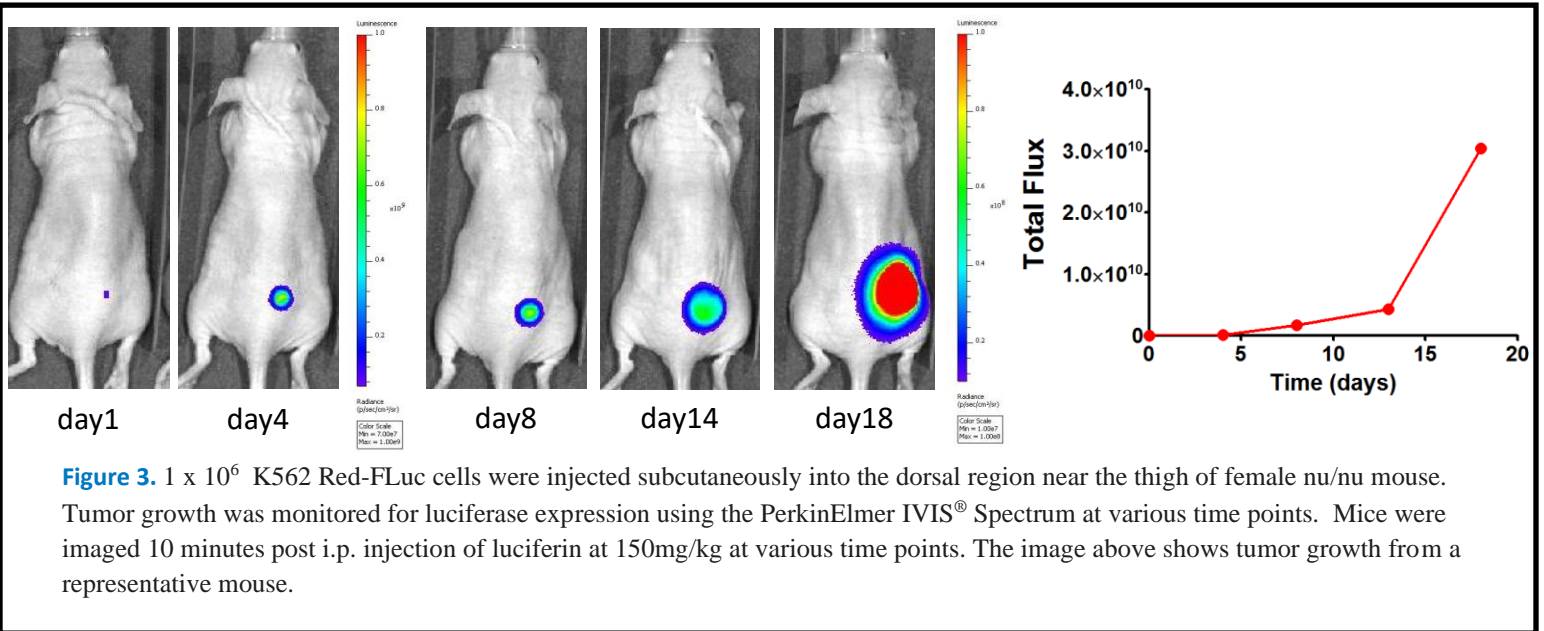 Luminescence
1.0
0.8
0.6
x10⁹
0.4
0.2
Radiance
(p/sec/cm²/sr)
Color Scale
Min = 7.00e7
Max = 1.00e9
Luminescence
1.0
0.8
0.6
x10⁸
0.4
0.2
Radiance
(p/sec/cm²/sr)
Color Scale
Min = 1.00e7
Max = 1.00e8
day1
day4
day8
day14
day18
Total Flux
4.0×10¹⁰
3.0×10¹⁰
2.0×10¹⁰
1.0×10¹⁰
0
0 5 10 15 20
Time (days)
Figure 3. 1 x 10⁶ K562 Red-FLuc cells were injected subcutaneously into the dorsal region near the thigh of female nu/nu mouse.
Tumor growth was monitored for luciferase expression using the PerkinElmer IVIS® Spectrum at various time points. Mice were
imaged 10 minutes post i.p. injection of luciferin at 150mg/kg at various time points. The image above shows tumor growth from a
representative mouse.